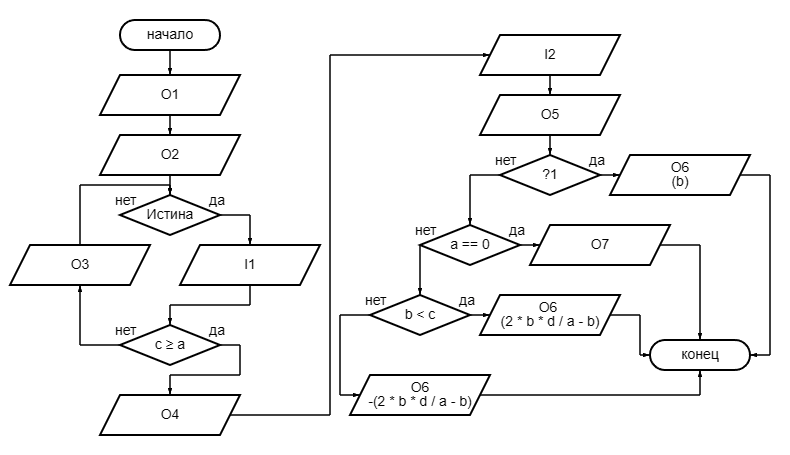 начало
O1
O2
нет
да
Истина
O3
I1
нет
да
c ≥ a
O4
I2
O5
нет
да
?1
O6
(b)
нет
да
a == 0
O7
нет
да
b < c
O6
(2 * b * d / a - b)
конец
O6
-(2 * b * d / a - b)